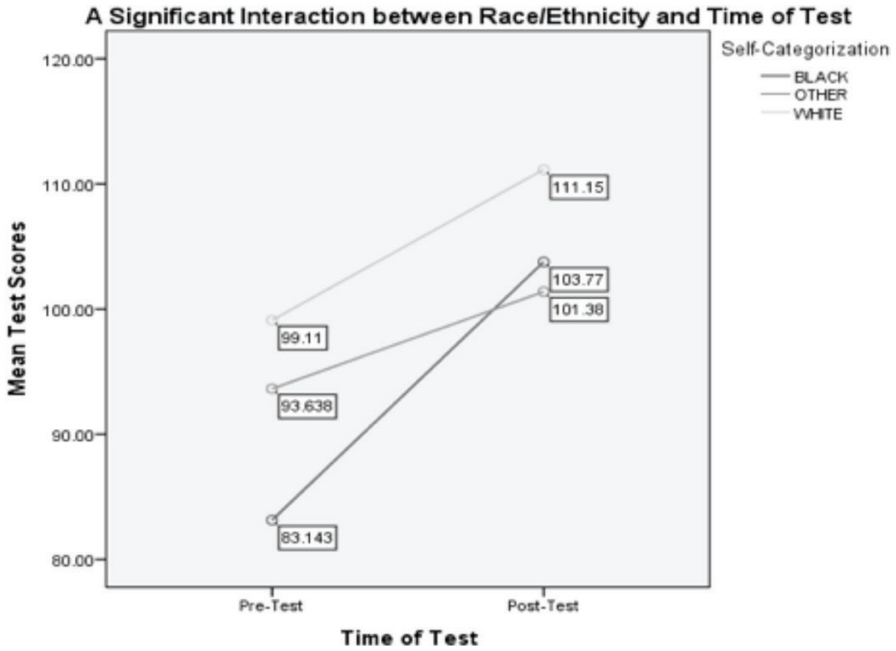 A Significant Interaction between Race/Ethnicity and Time of Test
Self-Categorization
BLACK
OTHER
WHITE
Mean Test Scores
120.00
110.00
100.00
90.00
80.00
111.15
103.77
101.38
99.11
93.638
83.143
Pre-Test
Post-Test
Time of Test